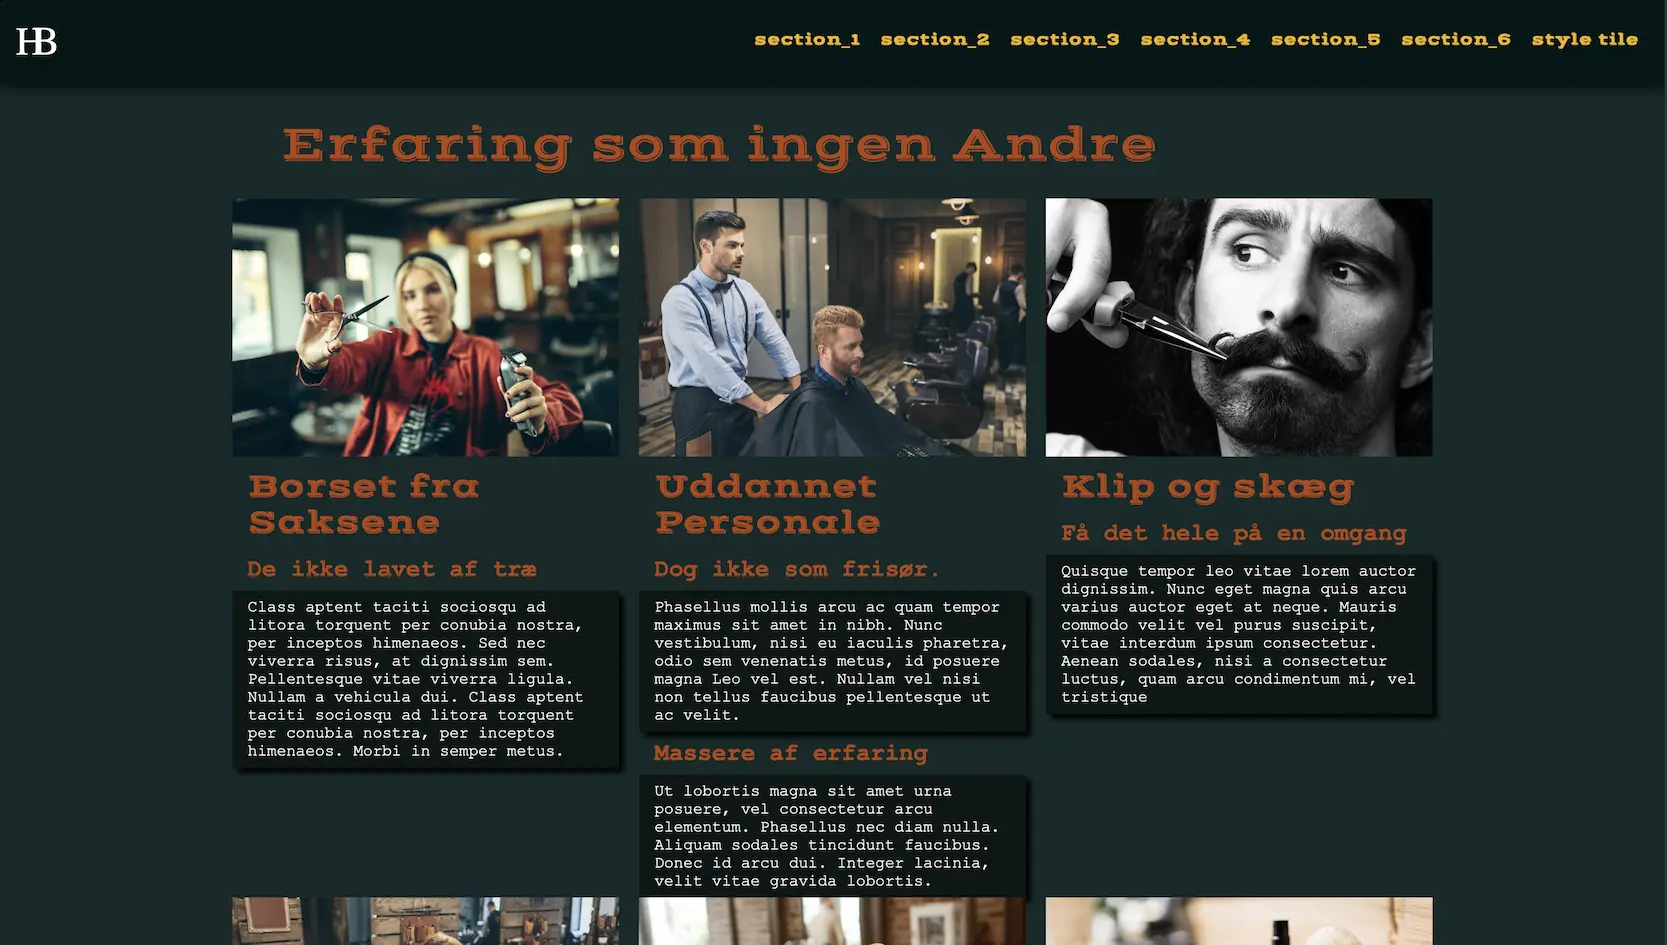 HB
section_1 section_2 section_3 section_4 section_5 section_6 style tile
Erfaring som ingen Andre
Borset fra
Saksene
De ikke lavet af træ
Class aptent taciti sociosqu ad
litora torquent per conubia nostra,
per inceptos himenaeos. Sed nec
viverra risus, at dignissim sem.
Pellentesque vitae viverra ligula.
Nullam a vehicula dui. Class aptent
taciti sociosqu ad litora torquent
per conubia nostra, per inceptos
himenaeos. Morbi in semper metus.
Uddannet
Personale
Dog ikke som frisør.
Phasellus mollis arcu ac quam tempor
maximus sit amet in nibh. Nunc
vestibulum, nisi eu iaculis pharetra,
odio sem venenatis metus, id posuere
magna Leo vel est. Nullam vel nisi
non tellus faucibus pellentesque ut
ac velit.
Massere af erfaring
Ut lobortis magna sit amet urna
posuere, vel consectetur arcu
elementum. Phasellus nec diam nulla.
Aliquam sodales tincidunt faucibus.
Donec id arcu dui. Integer lacinia,
velit vitae gravida lobortis.
Klip og skæg
Få det hele på en omgang
Quisque tempor leo vitae lorem auctor
dignissim. Nunc eget magna quis arcu
varius auctor eget at neque. Mauris
commodo velit vel purus suscipit,
vitae interdum ipsum consectetur.
Aenean sodales, nisi a consectetur
luctus, quam arcu condimentum mi, vel
tristique